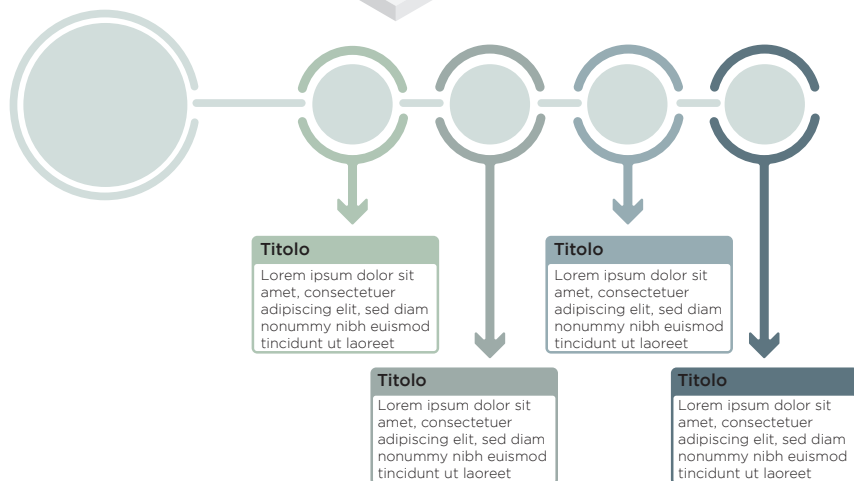 Titolo
Lorem ipsum dolor sit
amet, consectetuer
adipiscing elit, sed diam
nonummy nibh euismod
tincidunt ut laoreet
Titolo
Lorem ipsum dolor sit
amet, consectetuer
adipiscing elit, sed diam
nonummy nibh euismod
tincidunt ut laoreet
Titolo
Lorem ipsum dolor sit
amet, consectetuer
adipiscing elit, sed diam
nonummy nibh euismod
tincidunt ut laoreet
Titolo
Lorem ipsum dolor sit
amet, consectetuer
adipiscing elit, sed diam
nonummy nibh euismod
tincidunt ut laoreet